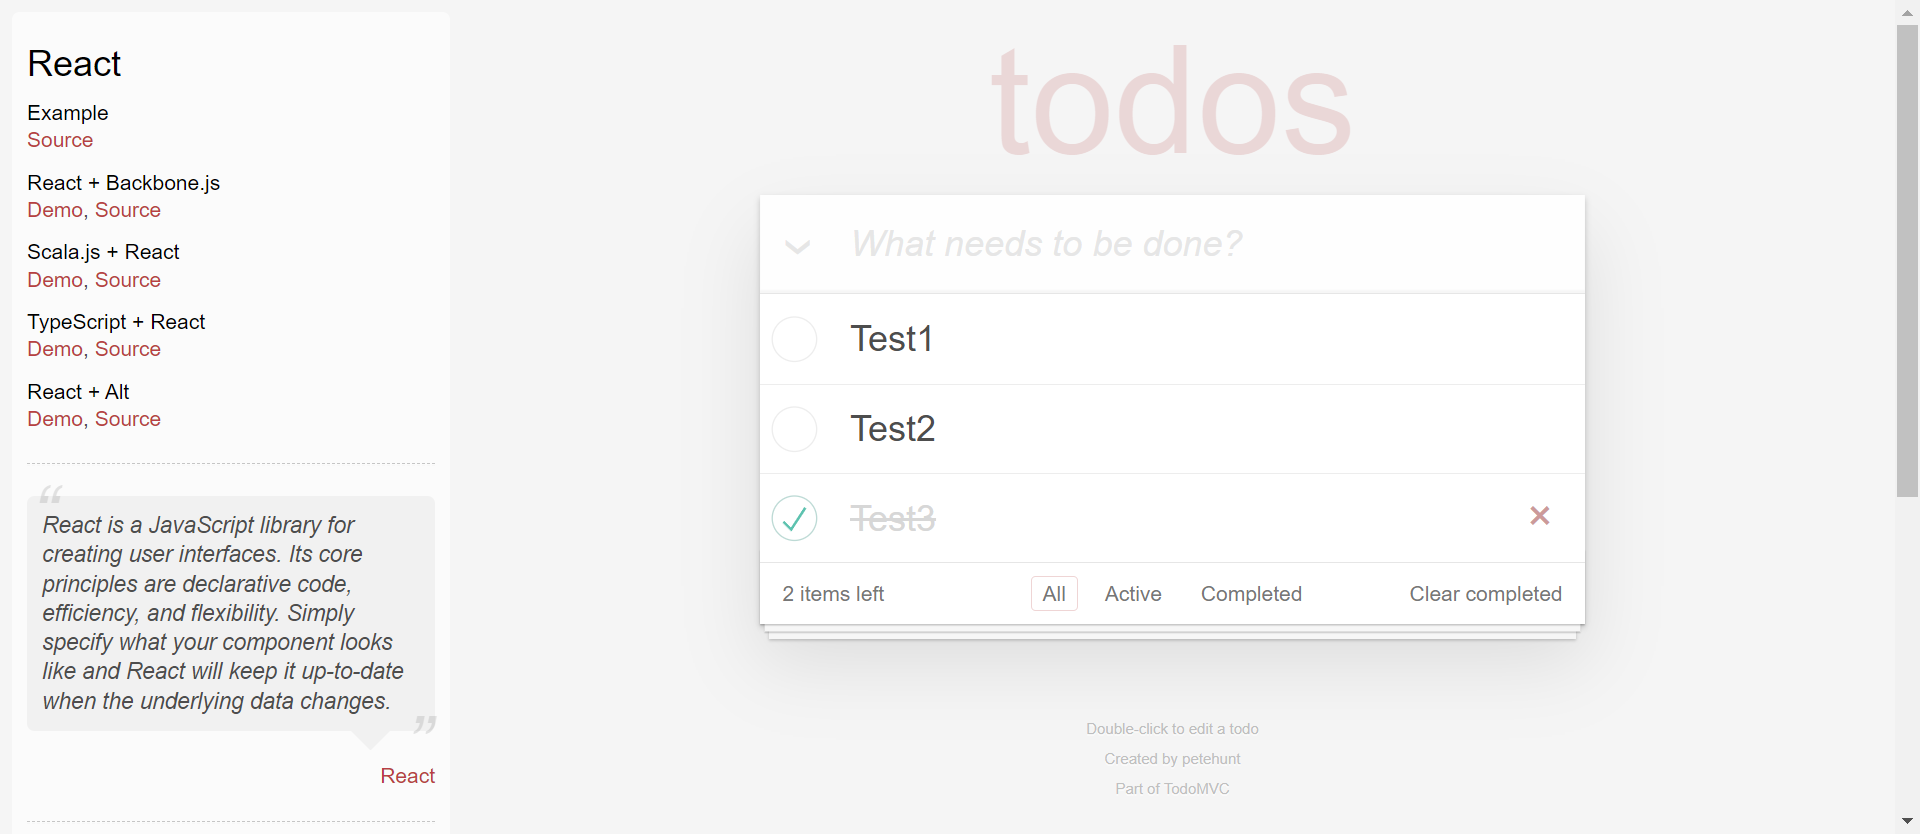 React
Example
Source
React + Backbone.js
Demo, Source
Scala.js + React
Demo, Source
TypeScript + React
Demo, Source
React + Alt
Demo, Source
“
React is a JavaScript library for
creating user interfaces. Its core
principles are declarative code,
efficiency, and flexibility. Simply
specify what your component looks
like and React will keep it up-to-date
when the underlying data changes.
”
React
todos
What needs to be done?
Test1
Test2
Test3
2 items left
All
Active
Completed
Clear completed
Double-click to edit a todo
Created by petehunt
Part of TodoMVC